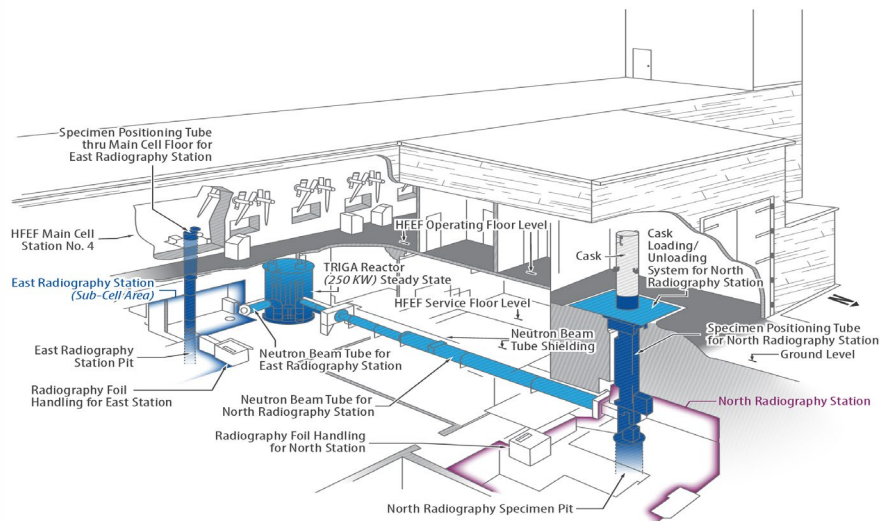 Specimen Positioning Tube
thru Main Cell Floor for
East Radiography Station
HFEF Main Cell
Station No. 4
East Radiography Station
(Sub-Cell Area)
East Radiography
Station Pit
Radiography Foil
Handling for East Station
HFEF Operating Floor Level
TRIGA Reactor
(250 KW) Steady State
HFEF Service Floor Level
Neutron Beam
Tube Shielding
Neutron Beam Tube for
East Radiography Station
Neutron Beam Tube for
North Radiography Station
Radiography Foil Handling
for North Station
North Radiography Specimen Pit
Cask
Cask
Loading/
Unloading
System for North
Radiography Station
N
Specimen Positioning Tube
for North Radiography Station
Ground Level
North Radiography Station